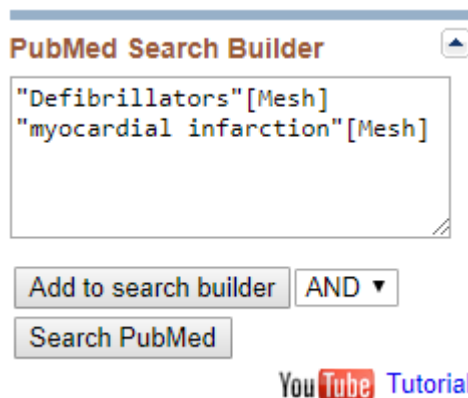 PubMed Search Builder
"Defibrillators"[Mesh]
"myocardial infarction"[Mesh]
Add to search builder AND
Search PubMed
YouTube Tutorial